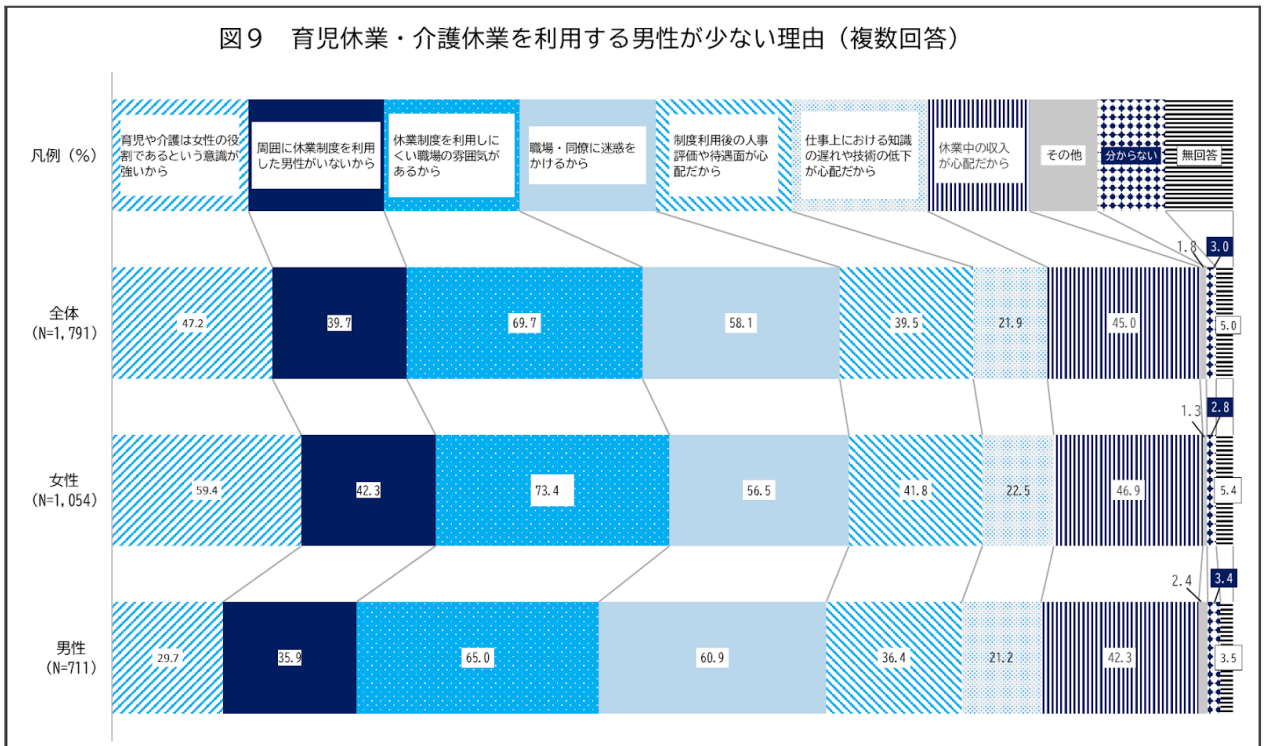 図９　育児休業・介護休業を利用する男性が少ない理由（複数回答）
凡例（%）
育児や介護は女性の役
割であるという意識が
強いから
周囲に休業制度を利用
した男性がいないから
休業制度を利用しに
くい職場の雰囲気が
あるから
職場・同僚に迷惑を
かけるから
制度利用後の人事
評価や待遇面が心
配だから
仕事上における知識
の遅れや技術の低下
が心配だから
休業中の収入
が心配だから
その他
分からない
無回答
1.8
3.0
全体
(N=1,791)
47.2
39.7
69.7
58.1
39.5
21.9
45.0
5.0
1.3
2.8
女性
(N=1,054)
59.4
42.3
73.4
56.5
41.8
22.5
46.9
5.4
2.4
3.4
男性
(N=711)
29.7
35.9
65.0
60.9
36.4
21.2
42.3
3.5